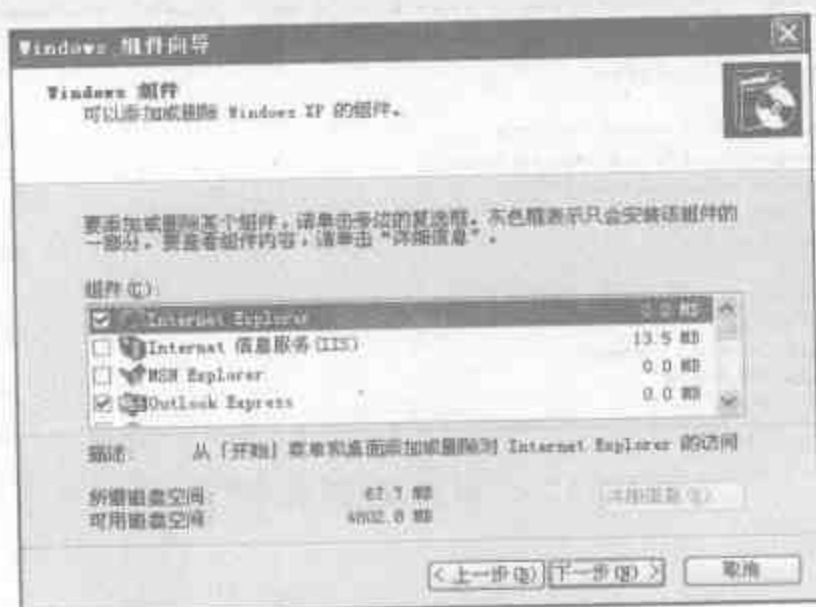 Windows 组件向导
Windows 组件
可以添加或删除 Windows XP 的组件。
要添加或删除某个组件，请单击旁边的复选框。灰色框表示只会安装该组件的
一部分。要查看组件内容，请单击“详细信息”。
组件(C):
Internet Explorer 0.0 MB
Internet 信息服务(IIS) 13.5 MB
MSN Explorer 0.0 MB
Outlook Express 0.0 MB
描述: 从「开始」菜单和桌面添加或删除对 Internet Explorer 的访问
所需磁盘空间: 62.7 MB
可用磁盘空间: MB
详细信息(D)
< 上一步(B) 下一步(N) > 取消